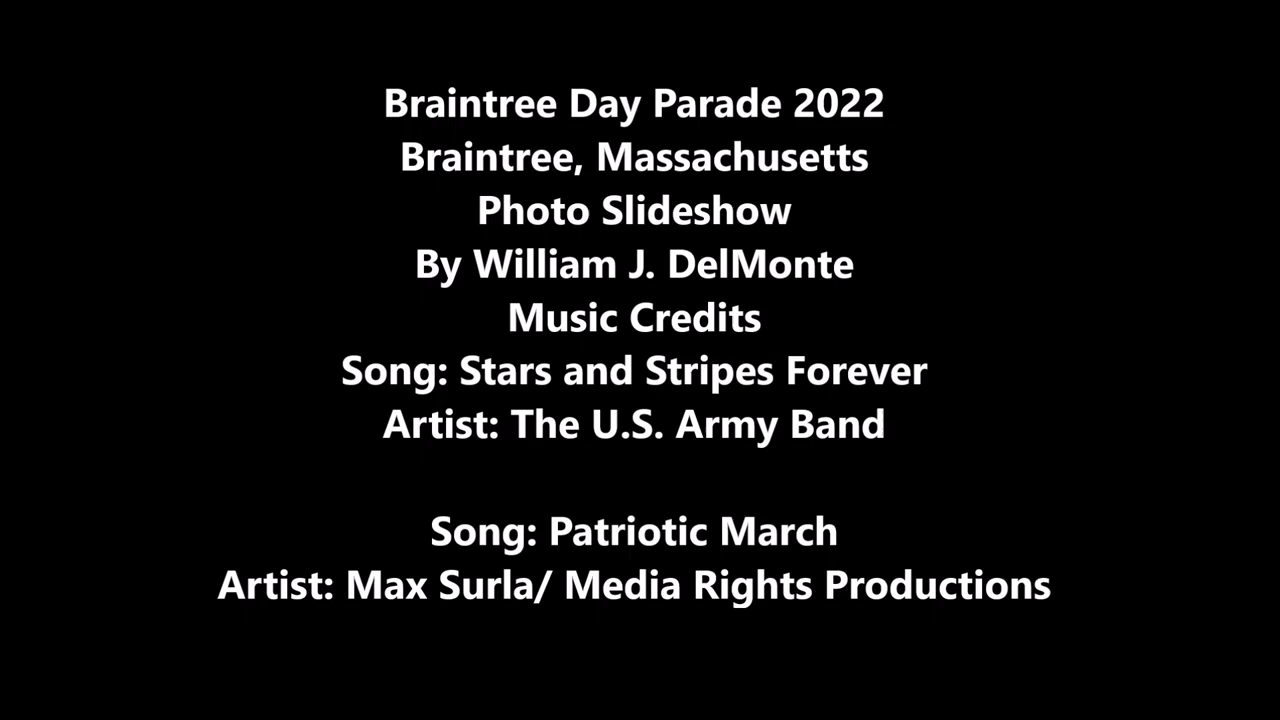 Braintree Day Parade 2022
Braintree, Massachusetts
Photo Slideshow
By William J. DelMonte
Music Credits
Song: Stars and Stripes Forever
Artist: The U.S. Army Band
Song: Patriotic March
Artist: Max Surla/ Media Rights Productions